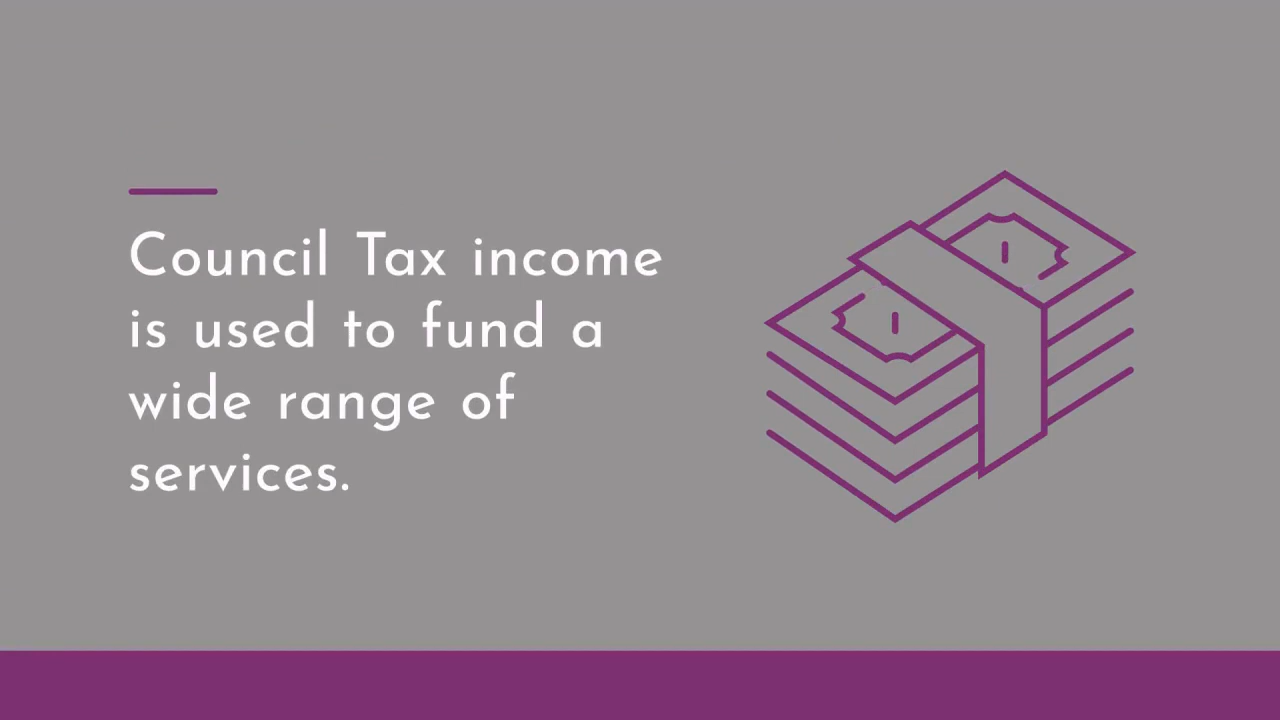 Council Tax income
is used to fund a
wide range of
services.